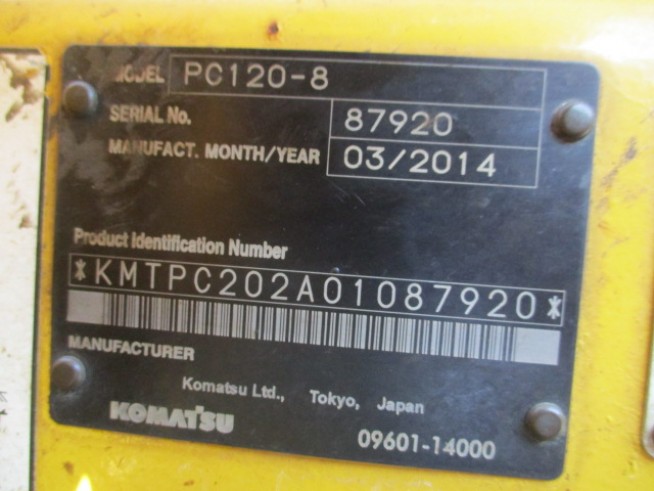 MODEL PC120-8
SERIAL No. 87920
MANUFACT. MONTH/YEAR 03/2014
Product Identification Number
*KMTPC202A01087920*
MANUFACTURER
Komatsu Ltd., Tokyo, Japan
KOMATSU
09601-14000